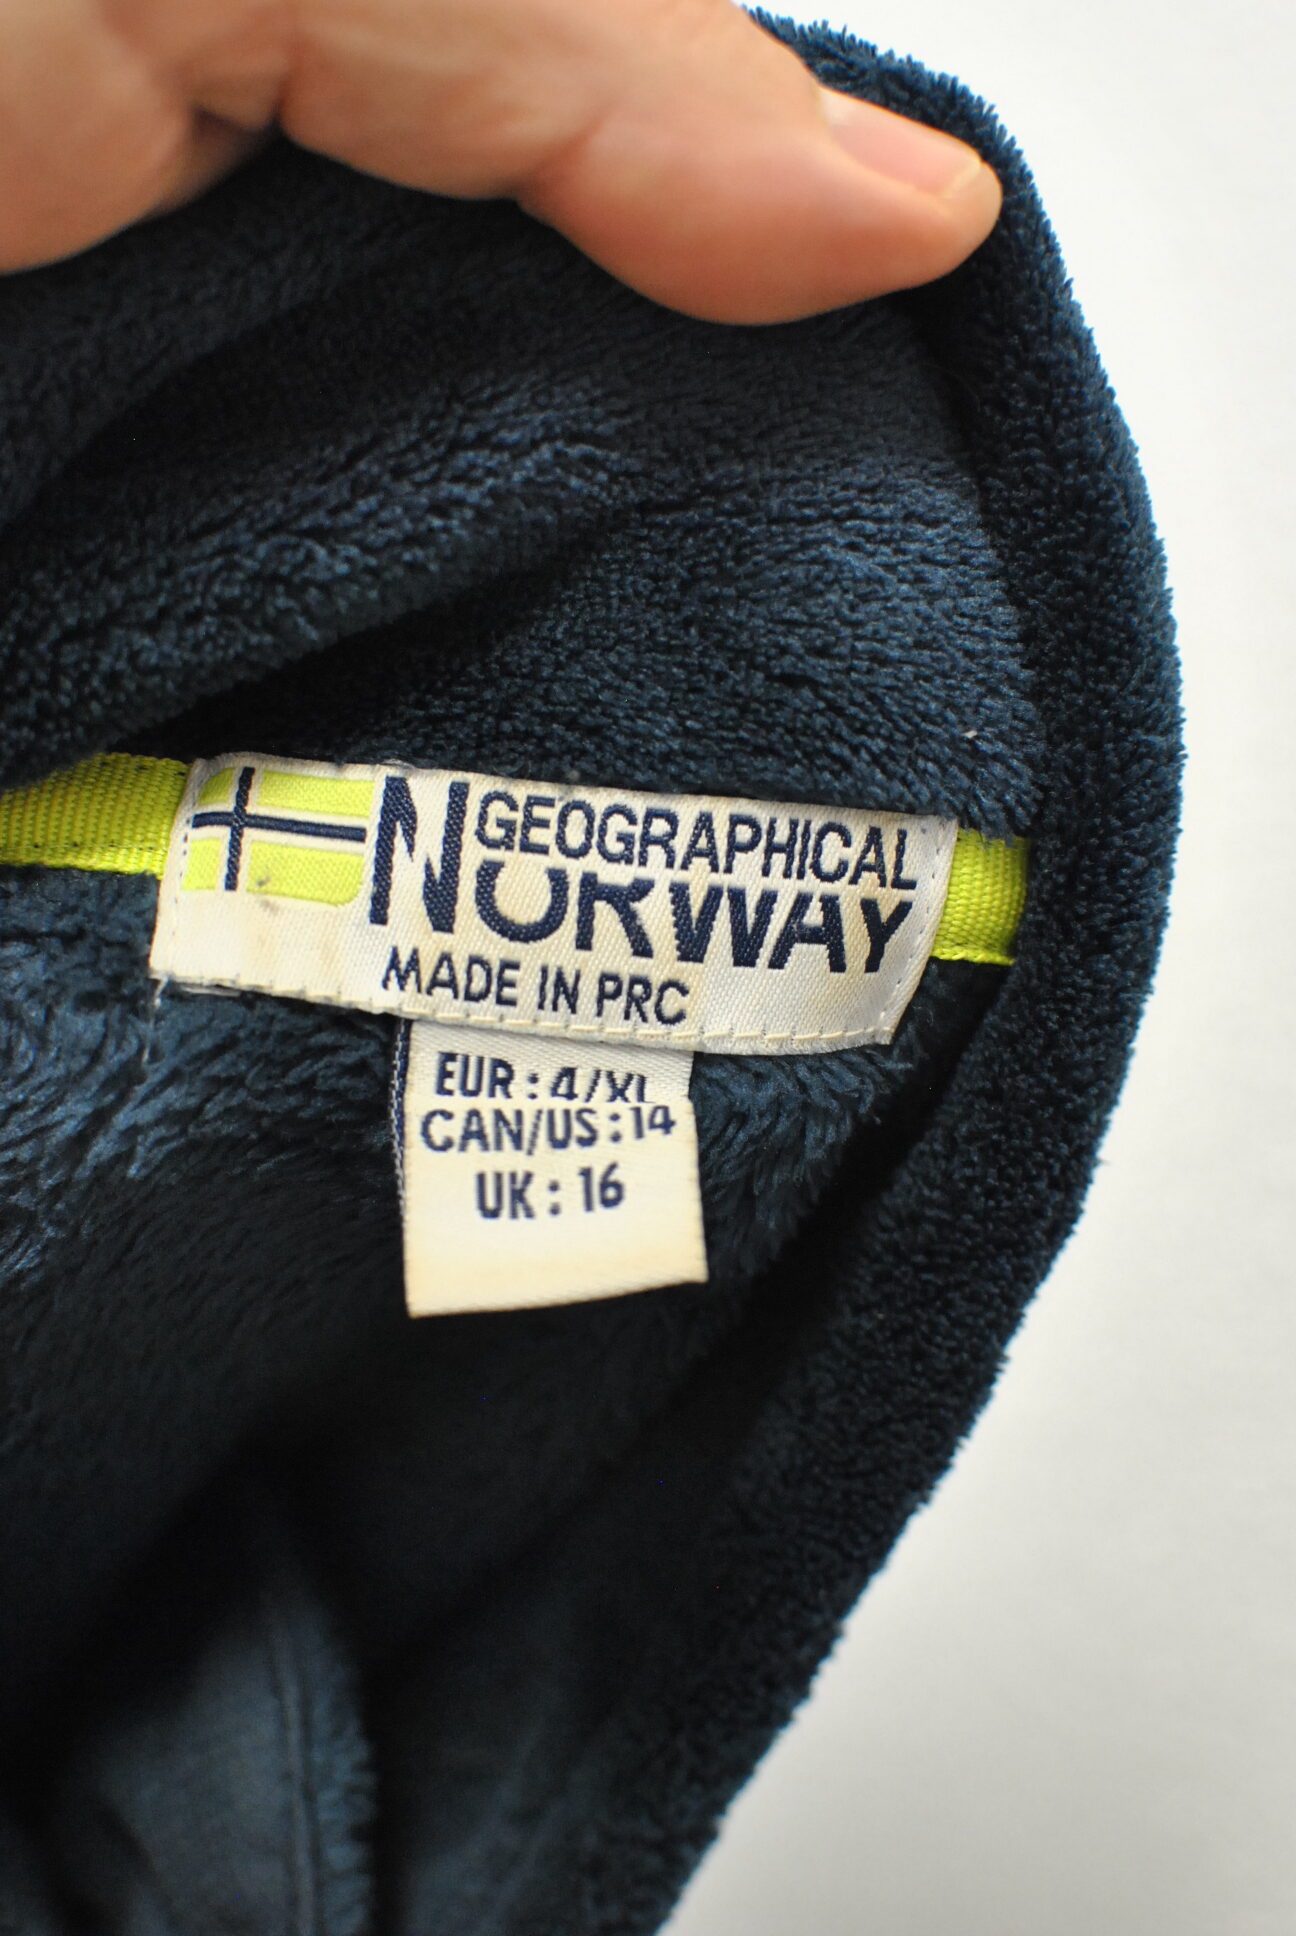 GEOGRAPHICAL
NORWAY
MADE IN PRC
EUR : 4/XL
CAN/US : 14
UK : 16